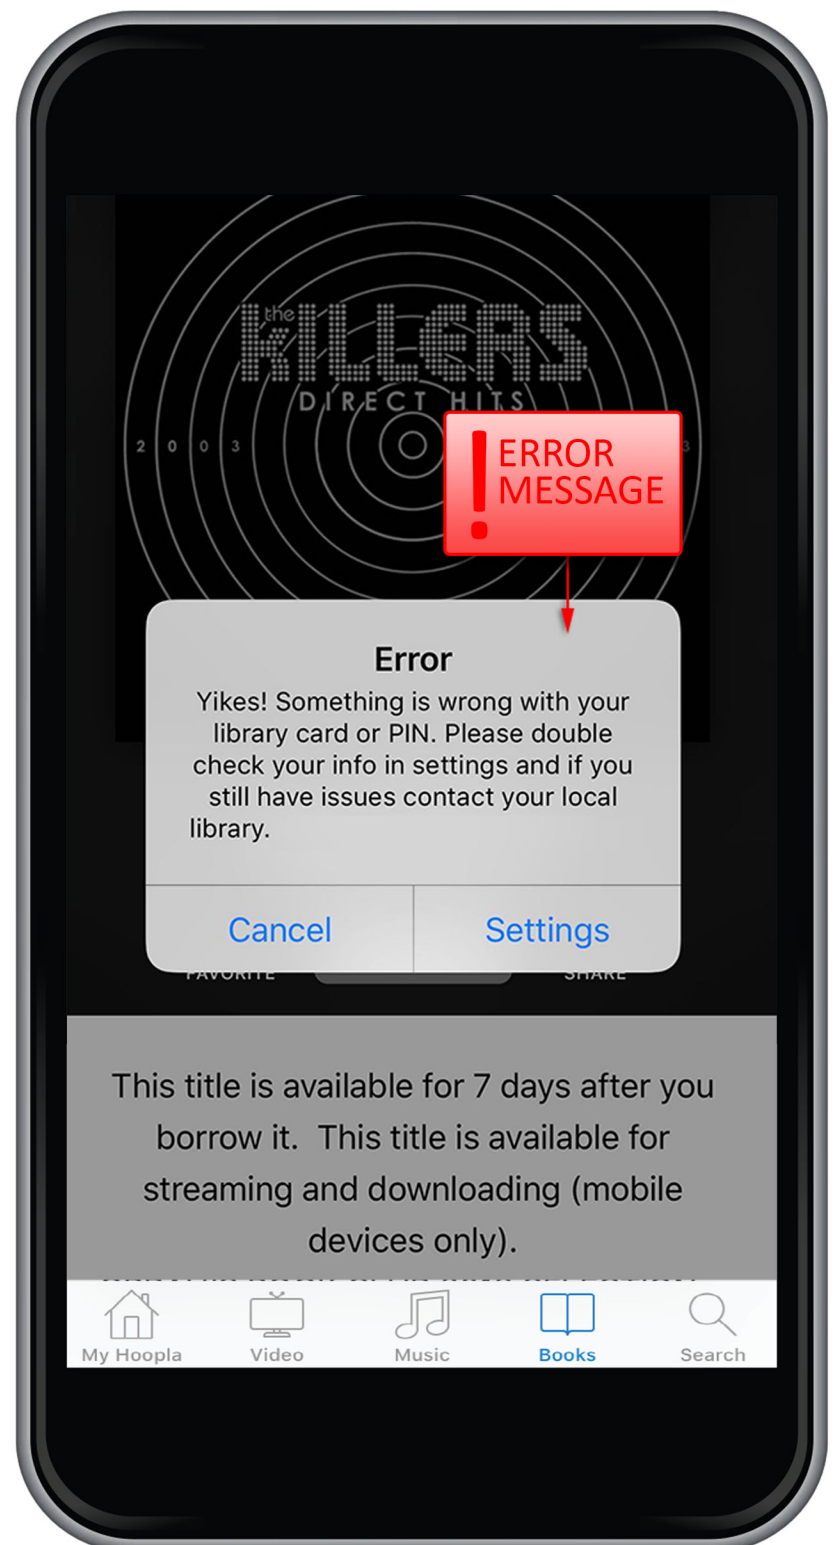 the
KILLERS
DIRECT HITS
2 0 0 3
3
! ERROR
MESSAGE
Error
Yikes! Something is wrong with your
library card or PIN. Please double
check your info in settings and if you
still have issues contact your local
library.
Cancel
Settings
FAVORITE
SHARE
This title is available for 7 days after you
borrow it.  This title is available for
streaming and downloading (mobile
devices only).
My Hoopla
Video
Music
Books
Search